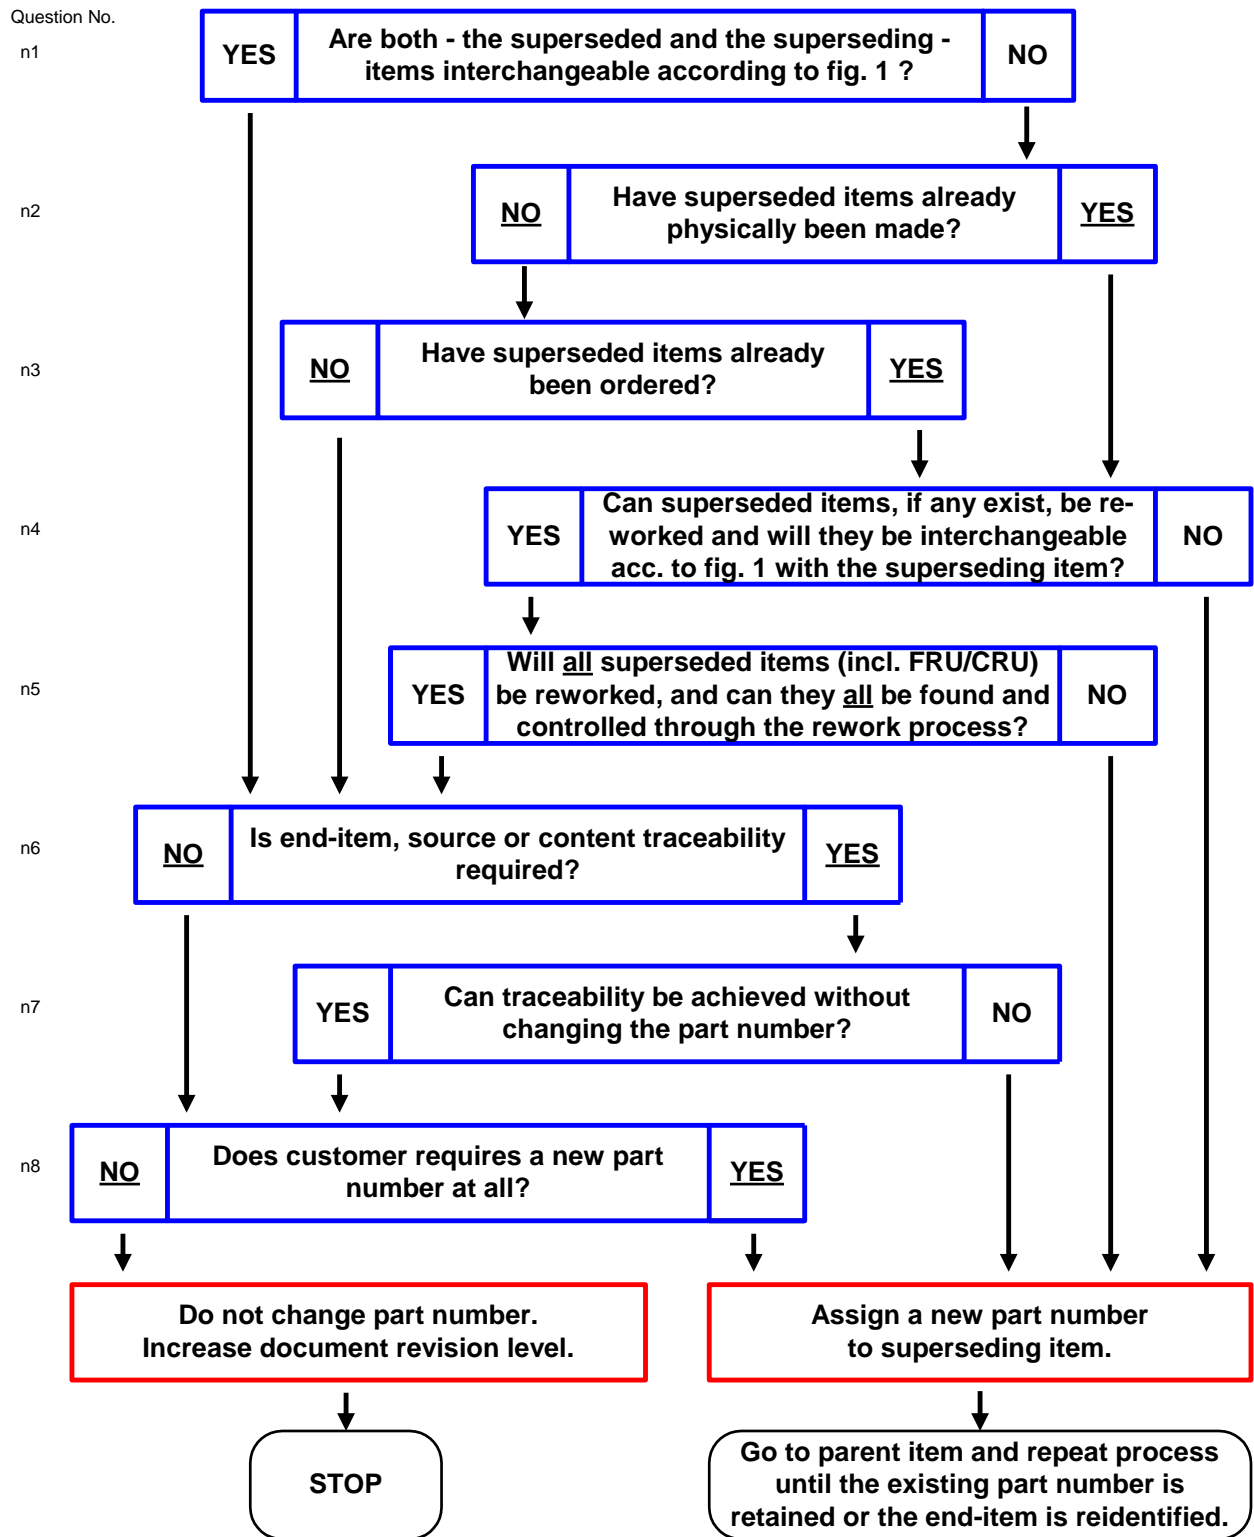 Question No.
n1
YES
Are both - the superseded and the superseding -
items interchangeable according to fig. 1 ?
NO
n2
NO
Have superseded items already
physically been made?
YES
n3
NO
Have superseded items already
been ordered?
YES
n4
YES
Can superseded items, if any exist, be re-
worked and will they be interchangeable
acc. to fig. 1 with the superseding item?
NO
n5
YES
Will all superseded items (incl. FRU/CRU)
be reworked, and can they all be found and
controlled through the rework process?
NO
n6
NO
Is end-item, source or content traceability
required?
YES
n7
YES
Can traceability be achieved without
changing the part number?
NO
n8
NO
Does customer requires a new part
number at all?
YES
Do not change part number.
Increase document revision level.
Assign a new part number
to superseding item.
STOP
Go to parent item and repeat process
until the existing part number is
retained or the end-item is reidentified.